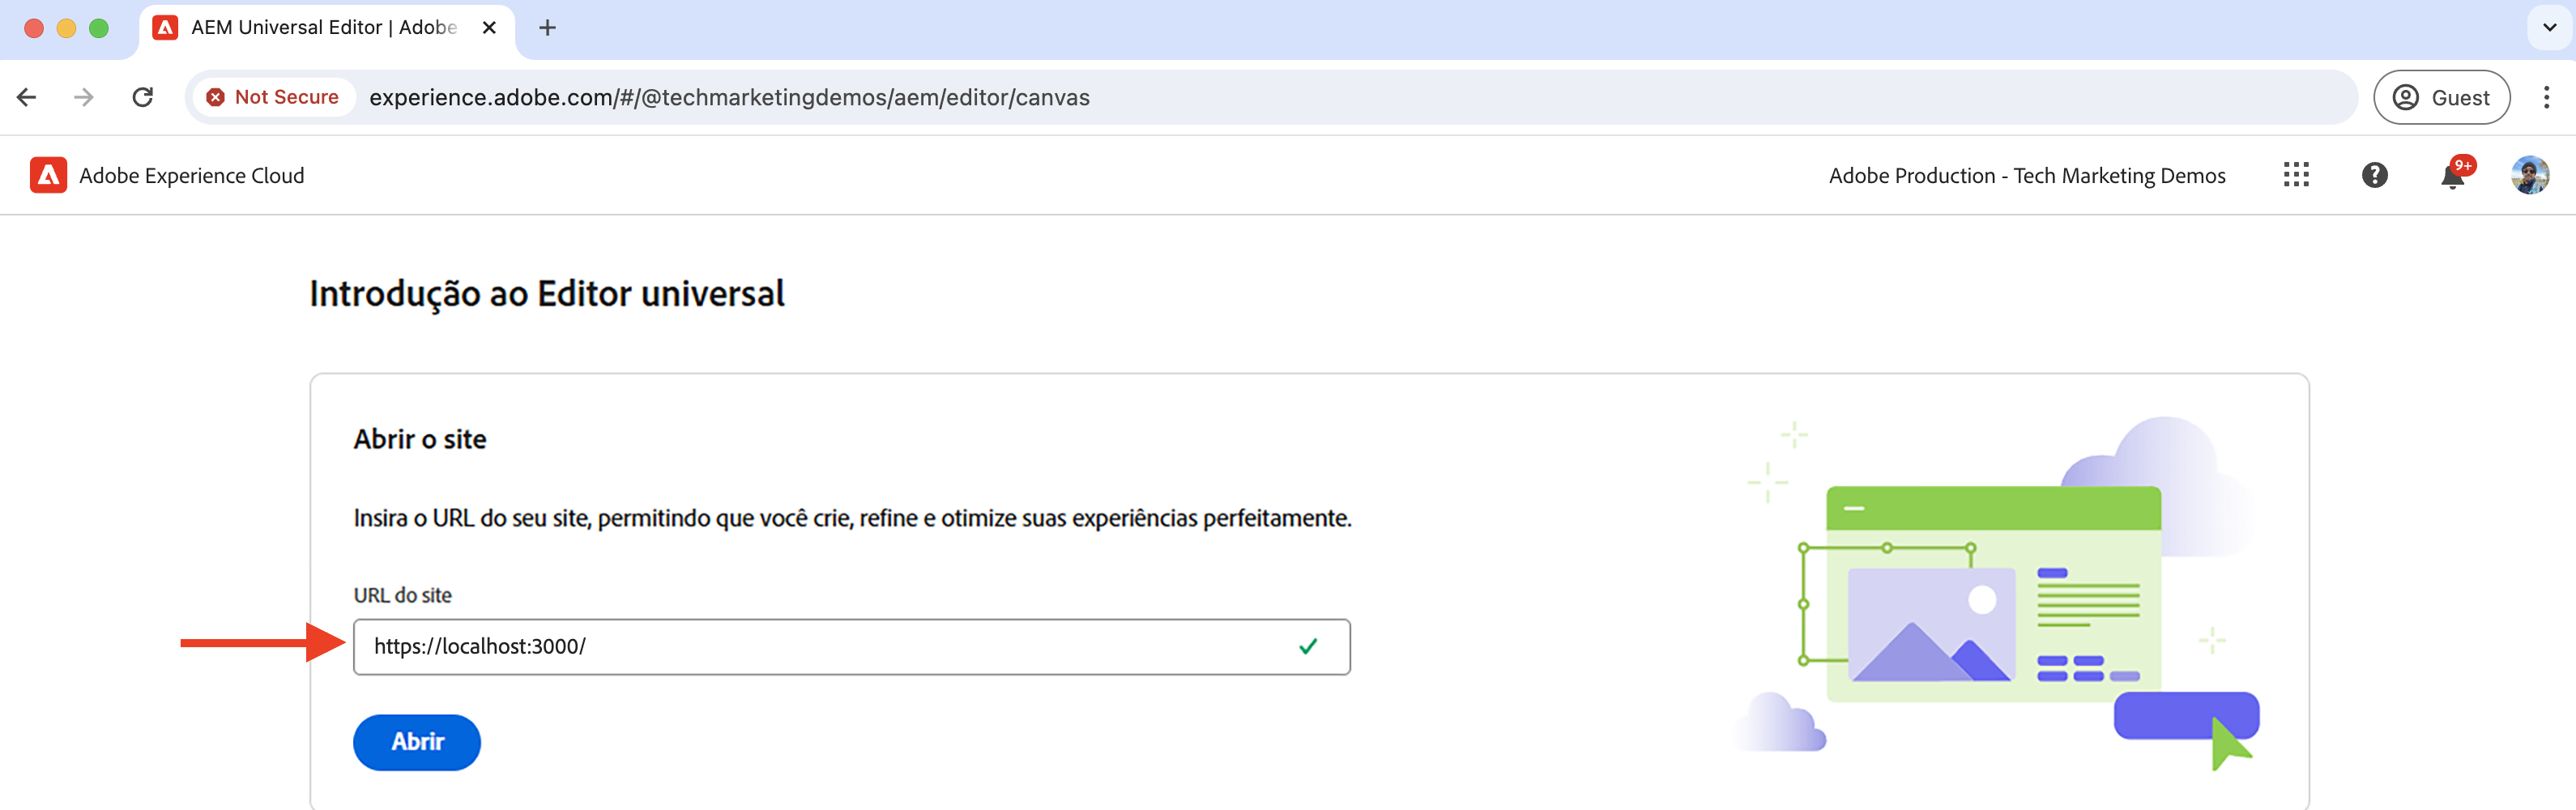 AEM Universal Editor | Adobe
Not Secure
experience.adobe.com/#/@techmarketingdemos/aem/editor/canvas
Guest
Adobe Experience Cloud
Adobe Production - Tech Marketing Demos
9+
Introdução ao Editor universal
Abrir o site
Insira o URL do seu site, permitindo que você crie, refine e otimize suas experiências perfeitamente.
URL do site
https://localhost:3000/
Abrir